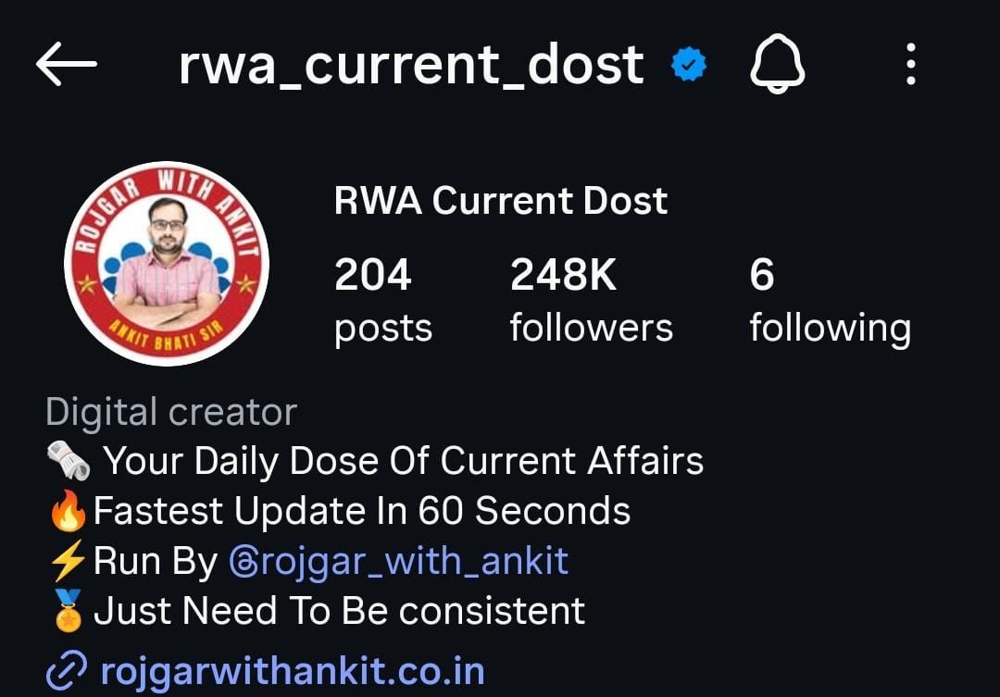 rwa_current_dost
ROJGAR WITH ANKIT
ANKIT BHATI SIR
RWA Current Dost
204 248K 6
posts followers following
Digital creator
🗞️ Your Daily Dose Of Current Affairs
🔥Fastest Update In 60 Seconds
⚡Run By @rojgar_with_ankit
🏅Just Need To Be consistent
rojgarwithankit.co.in